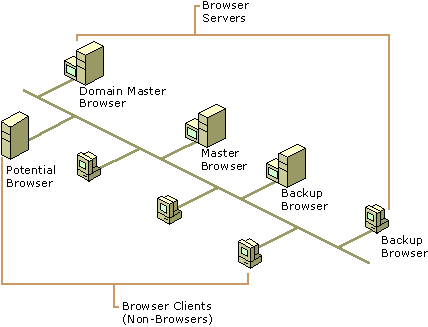 Browser
Servers
Domain Master
Browser
Master
Browser
Potential
Browser
Backup
Browser
Backup
Browser
Browser Clients
(Non-Browsers)